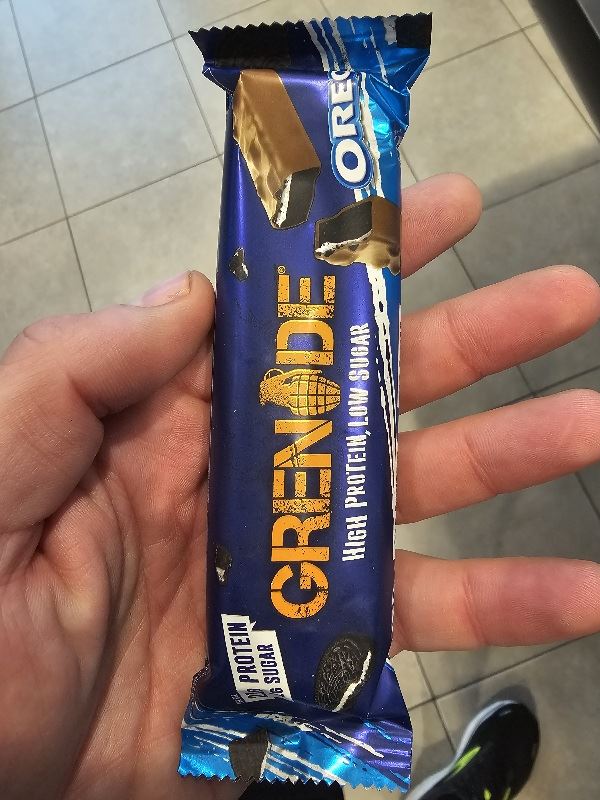 OREO
GRENADE®
HIGH PROTEIN, LOW SUGAR
PROTEIN
SUGAR